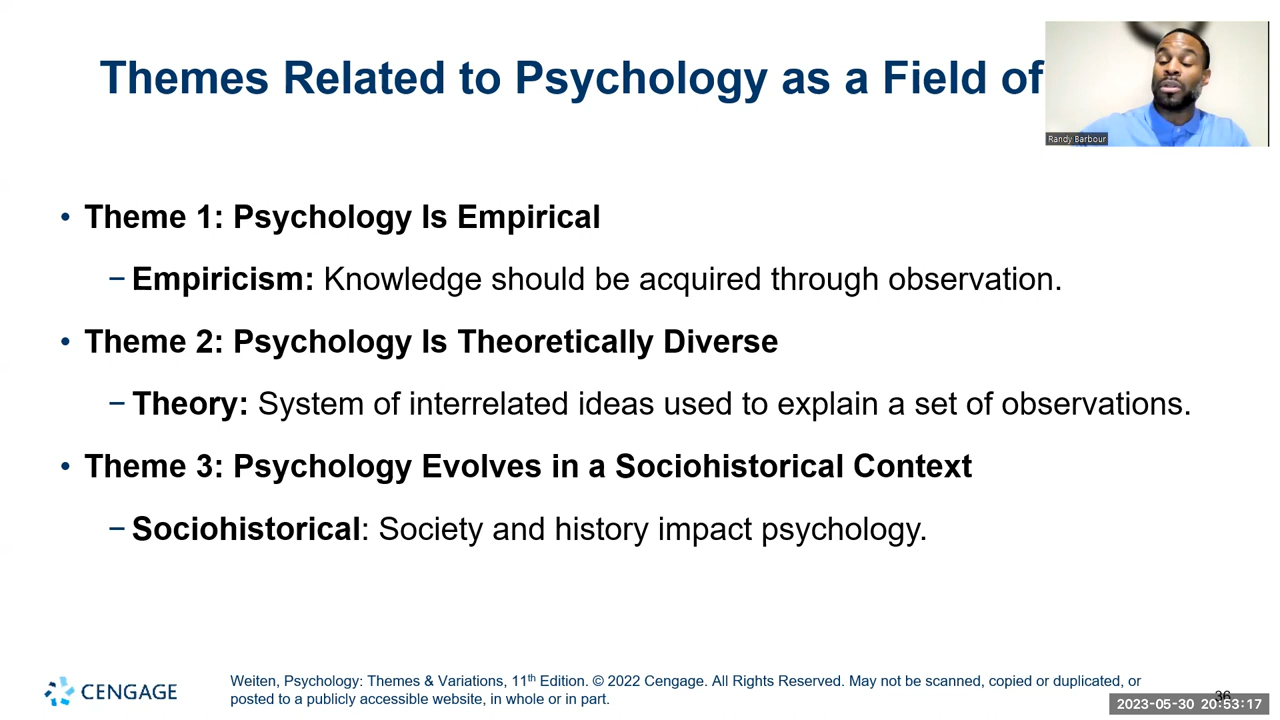 Themes Related to Psychology as a Field of
Randy Barbour
• Theme 1: Psychology Is Empirical
– Empiricism: Knowledge should be acquired through observation.
• Theme 2: Psychology Is Theoretically Diverse
– Theory: System of interrelated ideas used to explain a set of observations.
• Theme 3: Psychology Evolves in a Sociohistorical Context
– Sociohistorical: Society and history impact psychology.
CENGAGE
Weiten, Psychology: Themes & Variations, 11th Edition. © 2022 Cengage. All Rights Reserved. May not be scanned, copied or duplicated, or
posted to a publicly accessible website, in whole or in part.
36
2023-05-30 20:53:17